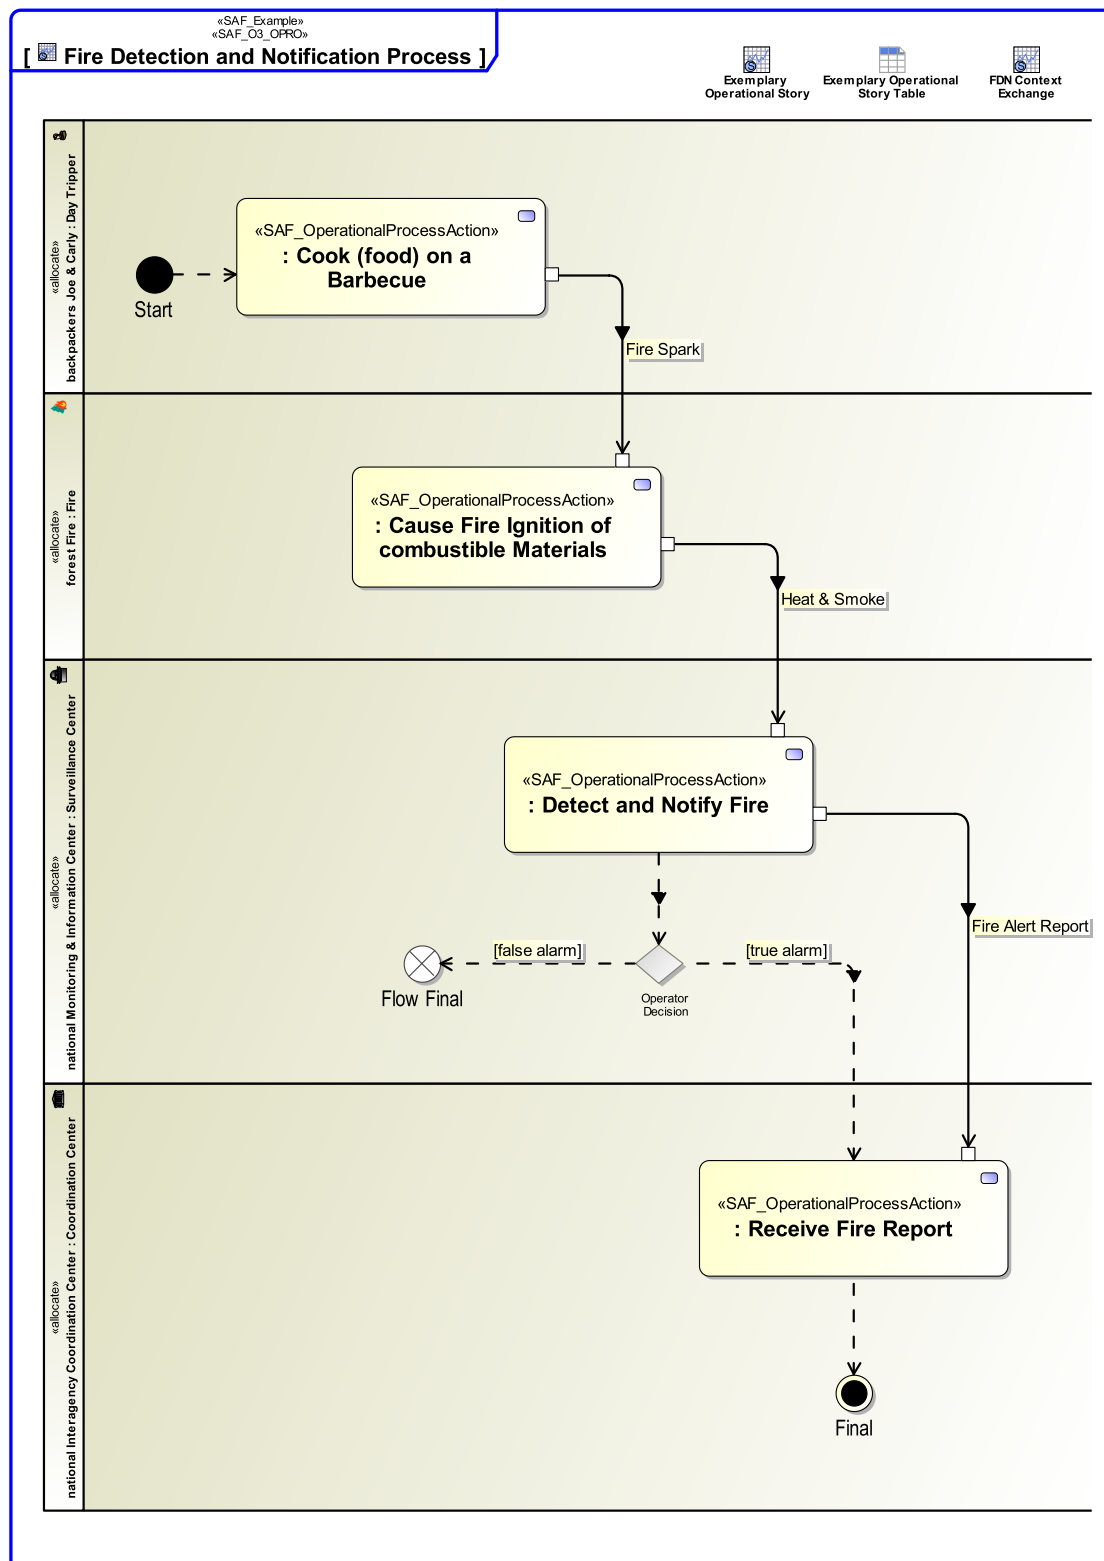 «SAF_Example»
«SAF_O3_OPRO»
[ Fire Detection and Notification Process ]
Exemplary
Operational Story
Exemplary Operational
Story Table
FDN Context
Exchange
«allocate»
backpackers Joe & Carly : Day Tripper
Start
«SAF_OperationalProcessAction»
: Cook (food) on a
Barbecue
Fire Spark
«allocate»
forest Fire : Fire
«SAF_OperationalProcessAction»
: Cause Fire Ignition of
combustible Materials
Heat & Smoke
«allocate»
national Monitoring & Information Center : Surveillance Center
«SAF_OperationalProcessAction»
: Detect and Notify Fire
Fire Alert Report
[false alarm]
[true alarm]
Flow Final
Operator
Decision
«allocate»
national Interagency Coordination Center : Coordination Center
«SAF_OperationalProcessAction»
: Receive Fire Report
Final